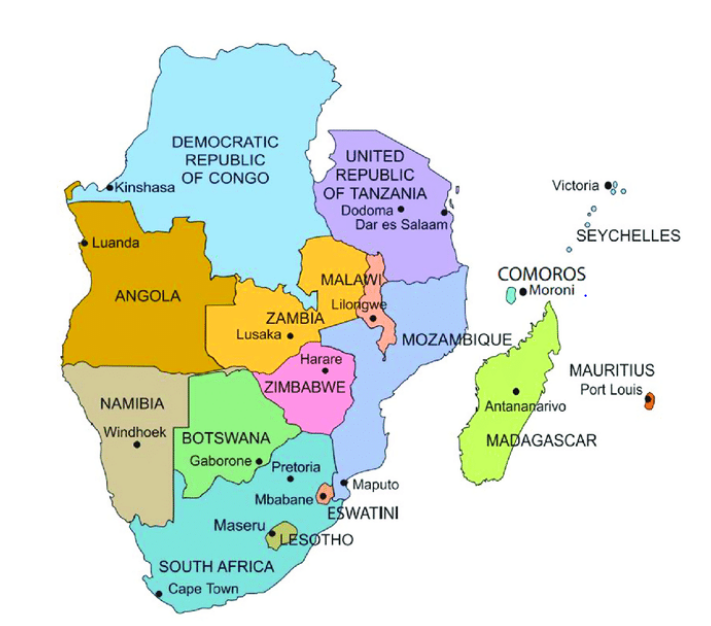 DEMOCRATIC
REPUBLIC
OF CONGO
Kinshasa
UNITED
REPUBLIC
OF TANZANIA
Dodoma
Dar es Salaam
Victoria
SEYCHELLES
Luanda
ANGOLA
MALAWI
Lilongwe
ZAMBIA
Lusaka
COMOROS
Moroni
MOZAMBIQUE
Harare
ZIMBABWE
MAURITIUS
Port Louis
Antananarivo
MADAGASCAR
NAMIBIA
Windhoek
BOTSWANA
Gaborone
Pretoria
Maputo
Mbabane
ESWATINI
Maseru
LESOTHO
SOUTH AFRICA
Cape Town